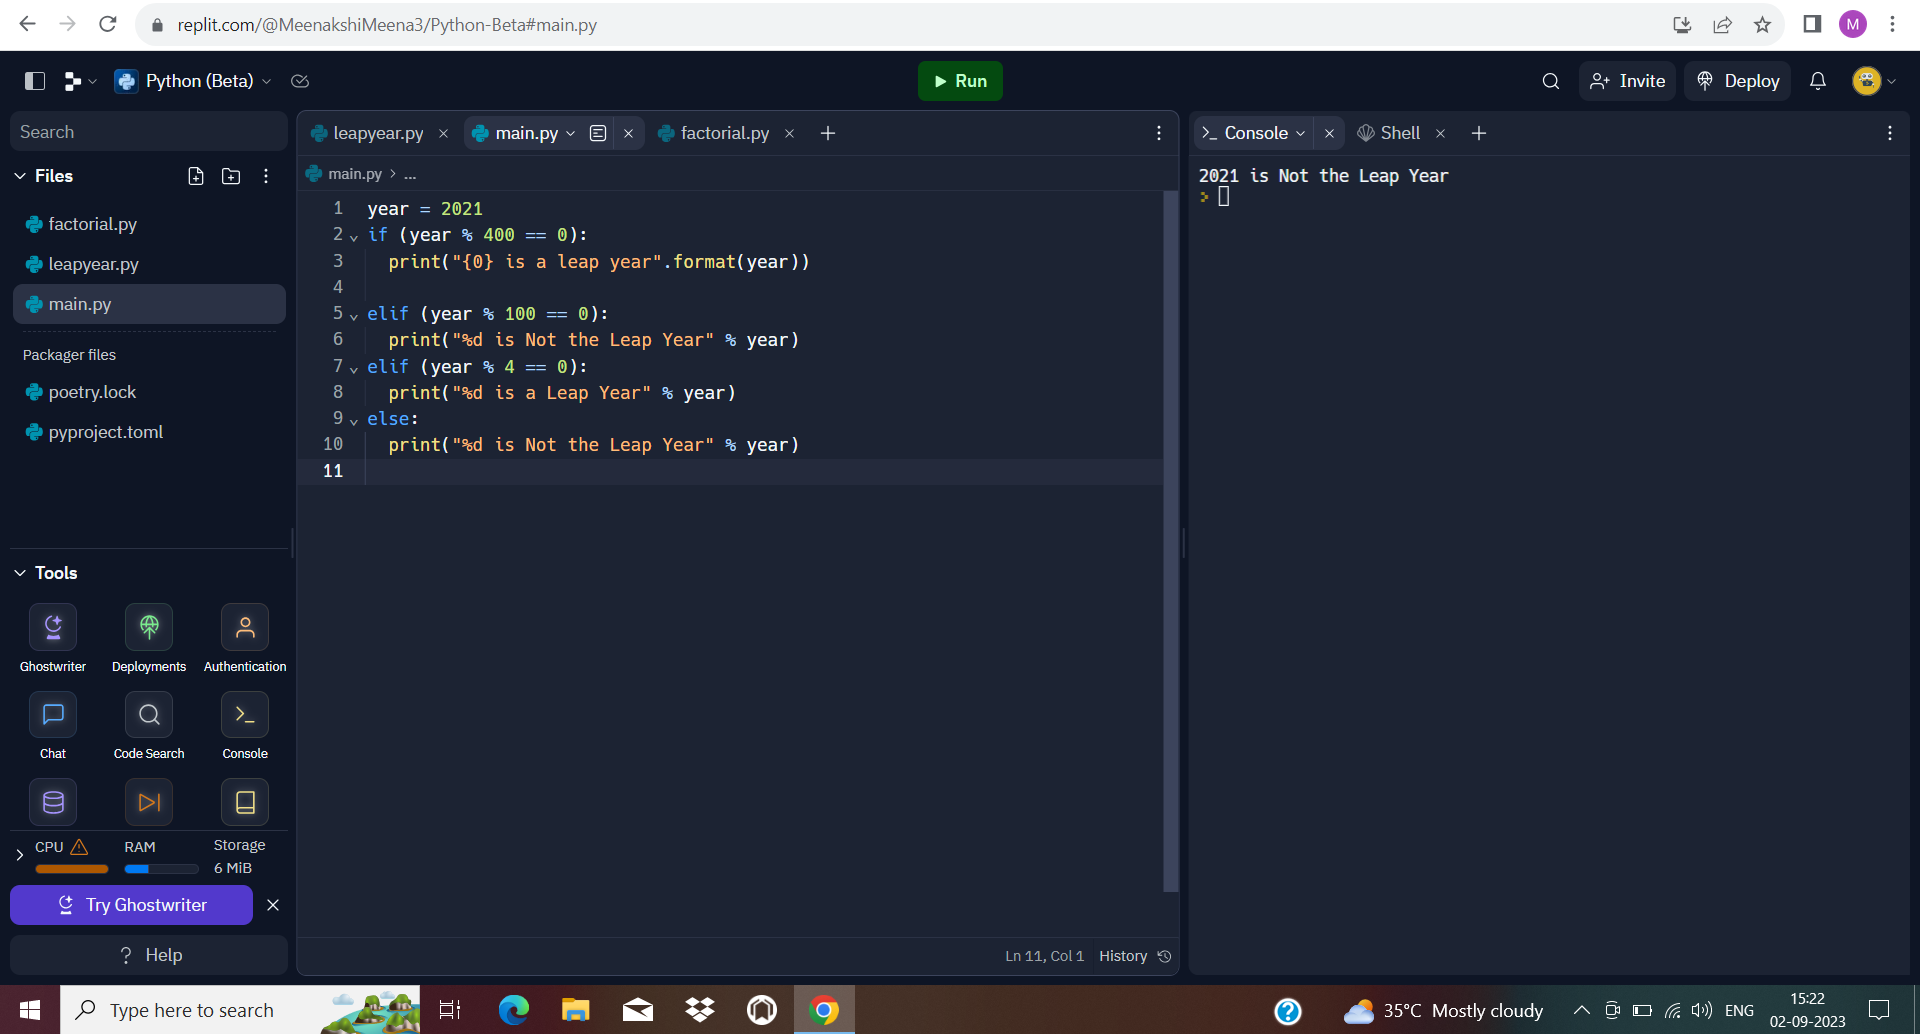 replit.com/@MeenakshiMeena3/Python-Beta#main.py
M
Python (Beta)
Run
Invite
Deploy
Search
Files
factorial.py
leapyear.py
main.py
Packager files
poetry.lock
pyproject.toml
Tools
Ghostwriter
Deployments
Authentication
Chat
Code Search
Console
CPU
RAM
Storage
6 MiB
Try Ghostwriter
? Help
leapyear.py
main.py
factorial.py
main.py > ...
1 year = 2021
2 if (year % 400 == 0):
3 print("{0} is a leap year".format(year))
4
5 elif (year % 100 == 0):
6 print("%d is Not the Leap Year" % year)
7 elif (year % 4 == 0):
8 print("%d is a Leap Year" % year)
9 else:
10 print("%d is Not the Leap Year" % year)
11
Ln 11, Col 1 History
Console
Shell
2021 is Not the Leap Year
>
Type here to search
35°C Mostly cloudy
ENG
15:22
02-09-2023